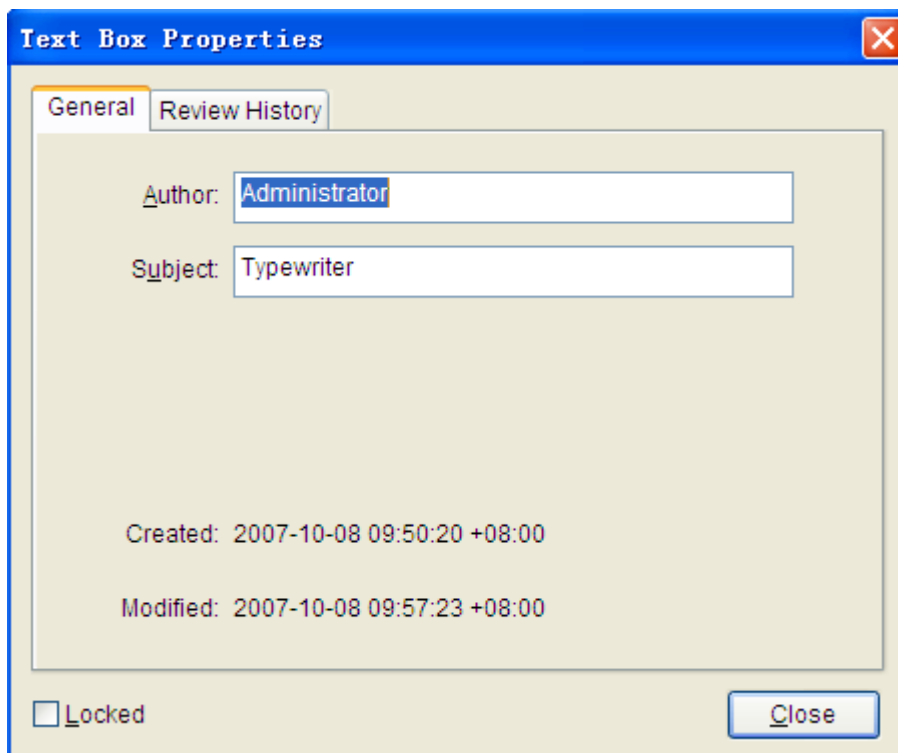 Text Box Properties
General
Review History
Author: Administrator
Subject: Typewriter
Created: 2007-10-08 09:50:20 +08:00
Modified: 2007-10-08 09:57:23 +08:00
Locked
Close